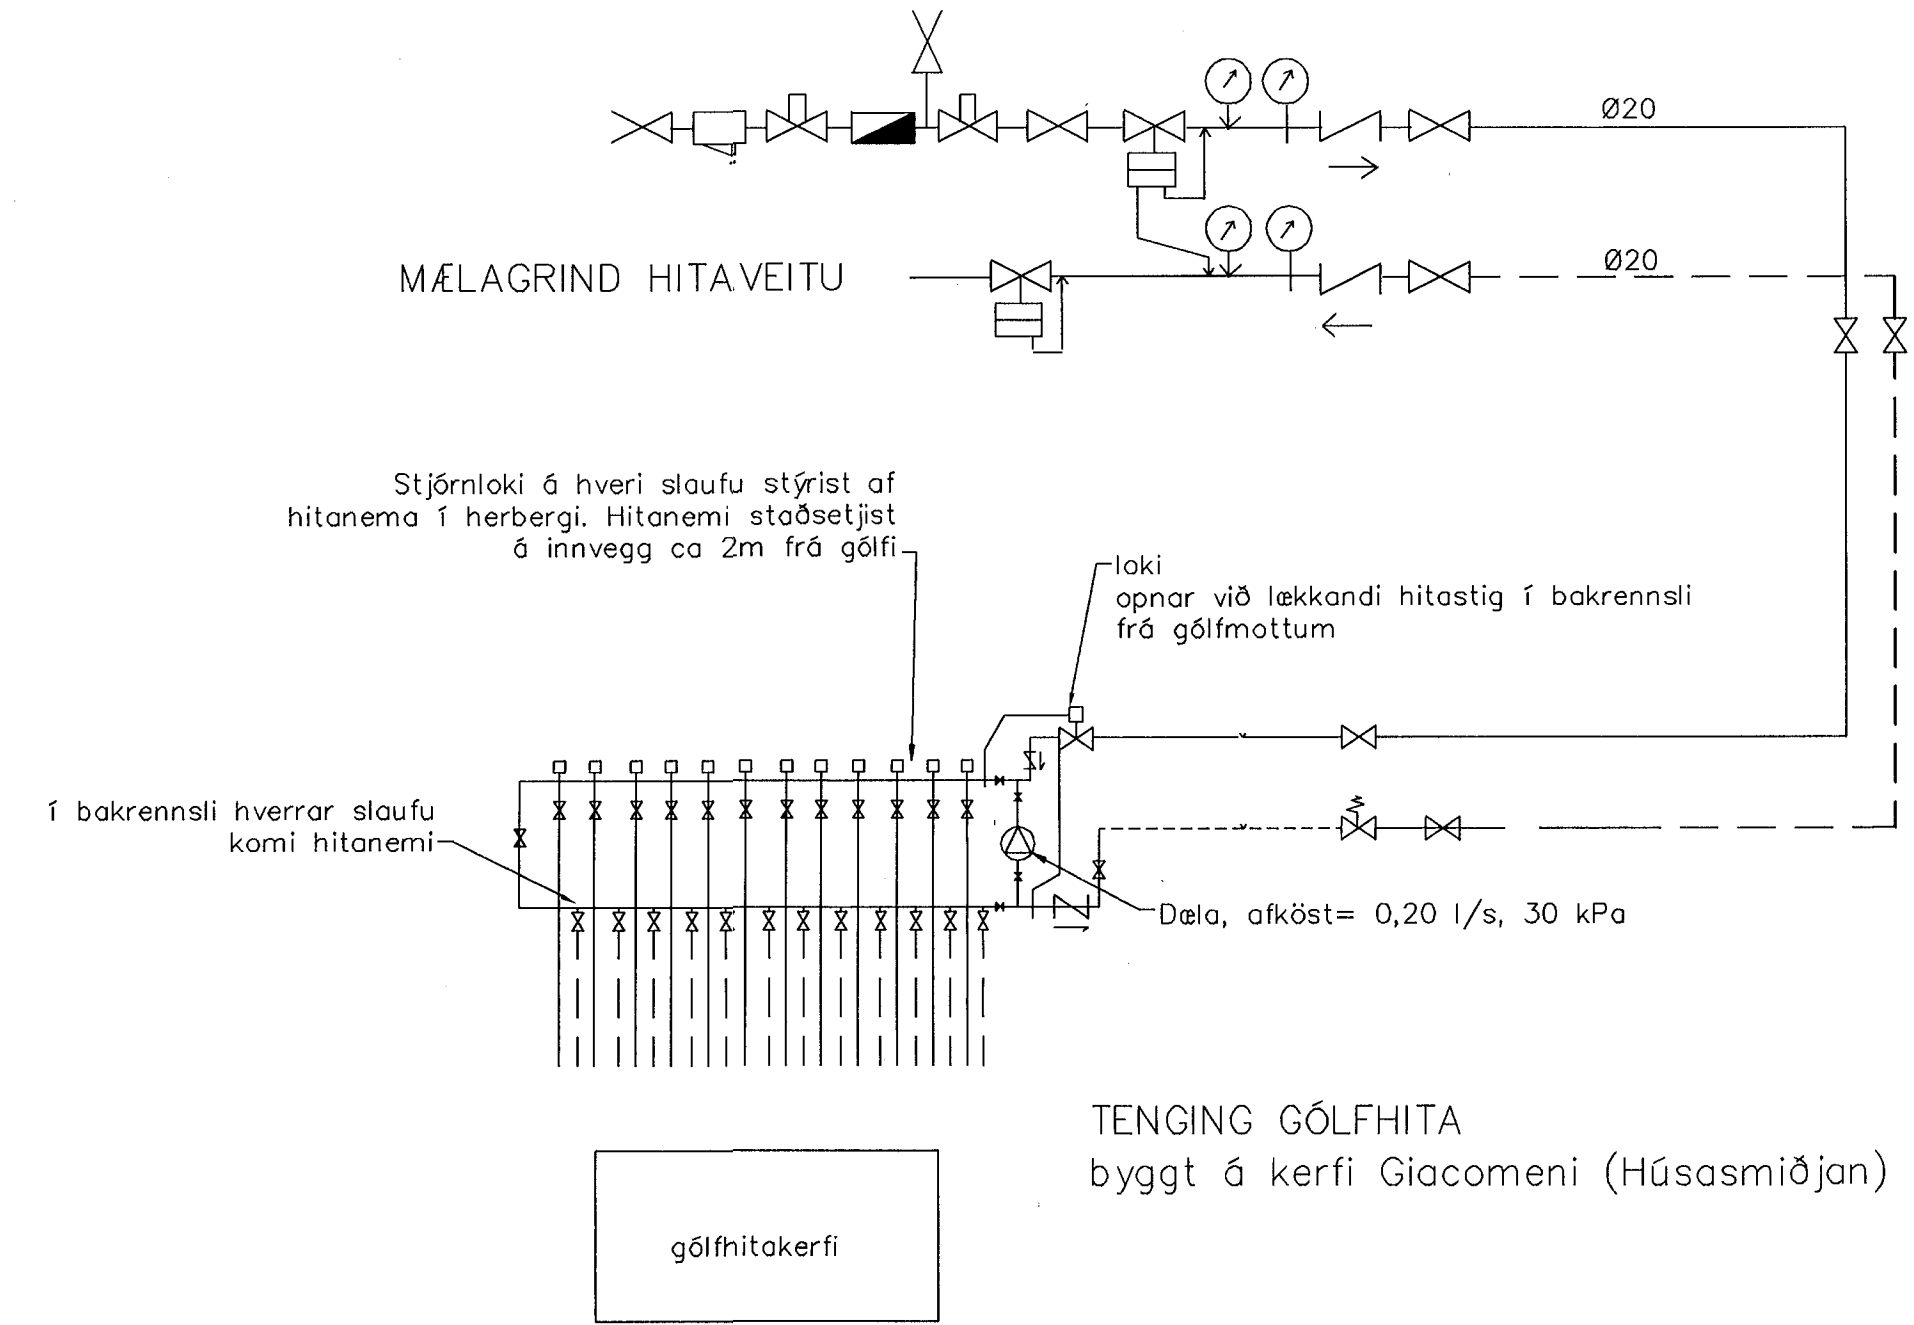 Ø20
MÆLAGRIND HITAVEITU
Ø20
Stjórnloki á hveri slaufu stýrist af
hitanema í herbergi. Hitanemi staðsetjist
á innvegg ca 2m frá gólfi
loki
opnar við lækkandi hitastig í bakrennsli
frá gólfmottum
í bakrennsli hverrar slaufu
komi hitanemi
Dæla, afköst= 0,20 l/s, 30 kPa
TENGING GÓLFHITA
byggt á kerfi Giacomeni (Húsasmiðjan)
gólfhitakerfi